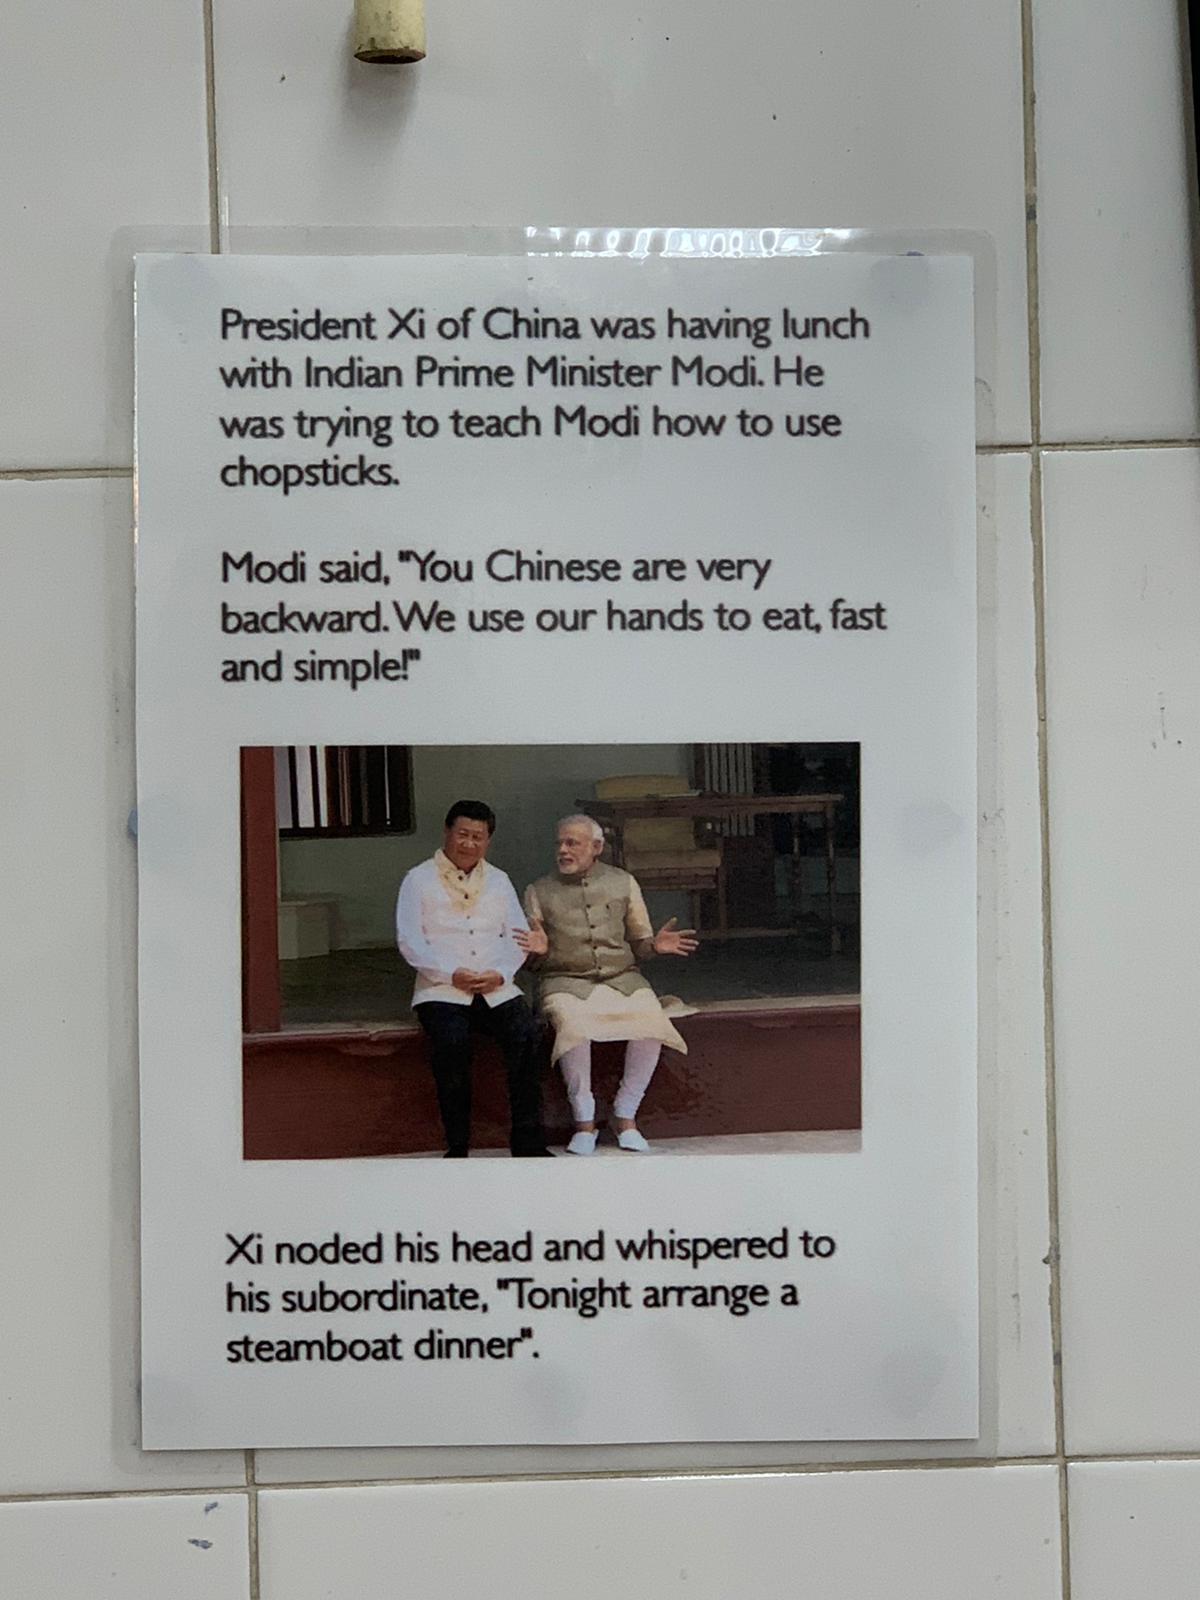 President Xi of China was having lunch
with Indian Prime Minister Modi. He
was trying to teach Modi how to use
chopsticks.
Modi said, "You Chinese are very
backward. We use our hands to eat, fast
and simple!"
Xi noded his head and whispered to
his subordinate, "Tonight arrange a
steamboat dinner".